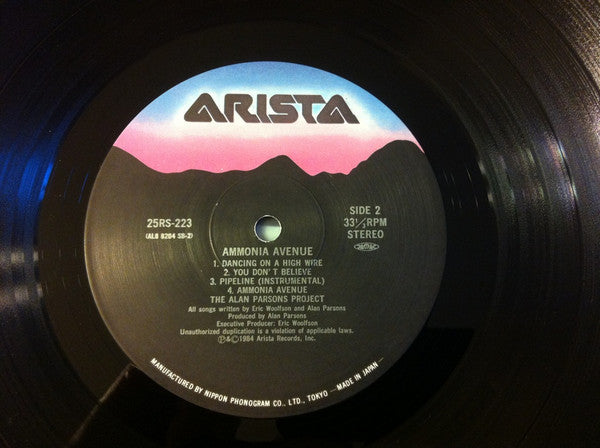 ARISTA
25RS-223
(AL8 8204 SB-2)
SIDE 2
33⅓RPM
STEREO
AMMONIA AVENUE
1. DANCING ON A HIGH WIRE
2. YOU DON'T BELIEVE
3. PIPELINE (INSTRUMENTAL)
4. AMMONIA AVENUE
THE ALAN PARSONS PROJECT
All songs written by Eric Woolfson and Alan Parsons
Produced by Alan Parsons
Executive Producer: Eric Woolfson
Unauthorized duplication is a violation of applicable laws.
℗&©1984 Arista Records, Inc.
MANUFACTURED BY NIPPON PHONOGRAM CO., LTD., TOKYO —MADE IN JAPAN—